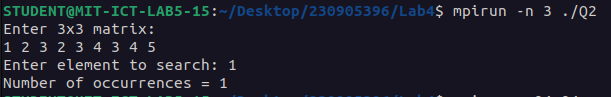 STUDENT@MIT-ICT-LAB5-15:~/Desktop/230905396/Lab4$ mpirun -n 3 ./Q2
Enter 3x3 matrix:
1 2 3 2 3 4 3 4 5
Enter element to search: 1
Number of occurrences = 1